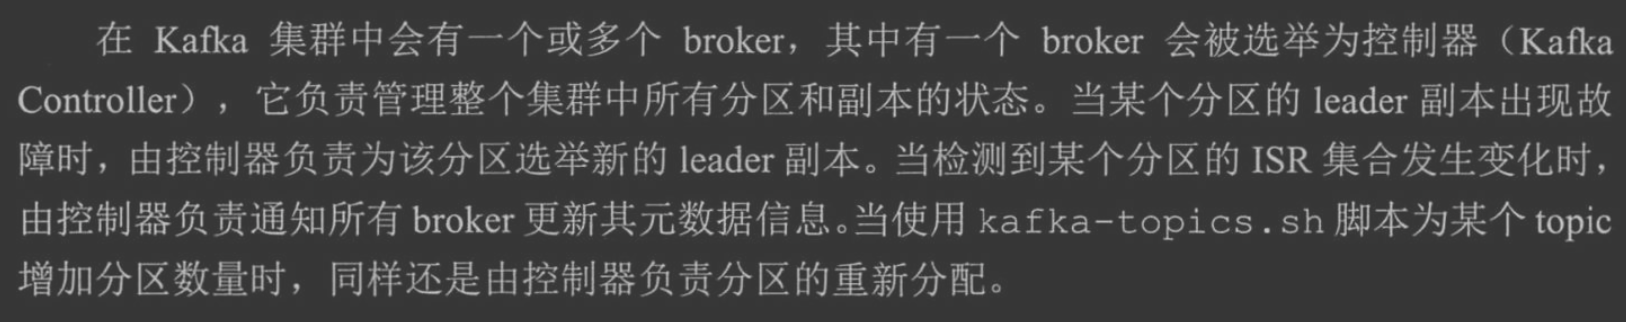 在 Kafka 集群中会有一个或多个 broker，其中有一个 broker 会被选举为控制器（Kafka
Controller），它负责管理整个集群中所有分区和副本的状态。当某个分区的 leader 副本出现故
障时，由控制器负责为该分区选举新的 leader 副本。当检测到某个分区的 ISR 集合发生变化时，
由控制器负责通知所有 broker 更新其元数据信息。当使用 kafka-topics.sh 脚本为某个 topic
增加分区数量时，同样还是由控制器负责分区的重新分配。